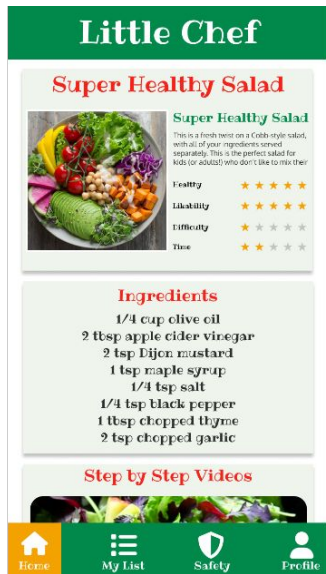 Little Chef
Super Healthy Salad
Super Healthy Salad
This is a fresh twist on a Cobb-style salad,
with all of your ingredients served
separately. This is the perfect salad for
kids (or adults!) who don't like to mix their
Healthy
Likability
Difficulty
Time
Ingredients
1/4 cup olive oil
2 tbsp apple cider vinegar
2 tsp Dijon mustard
1 tsp maple syrup
1/4 tsp salt
1/4 tsp black pepper
1 tbsp chopped thyme
2 tsp chopped garlic
Step by Step Videos
Home
My List
Safety
Profile